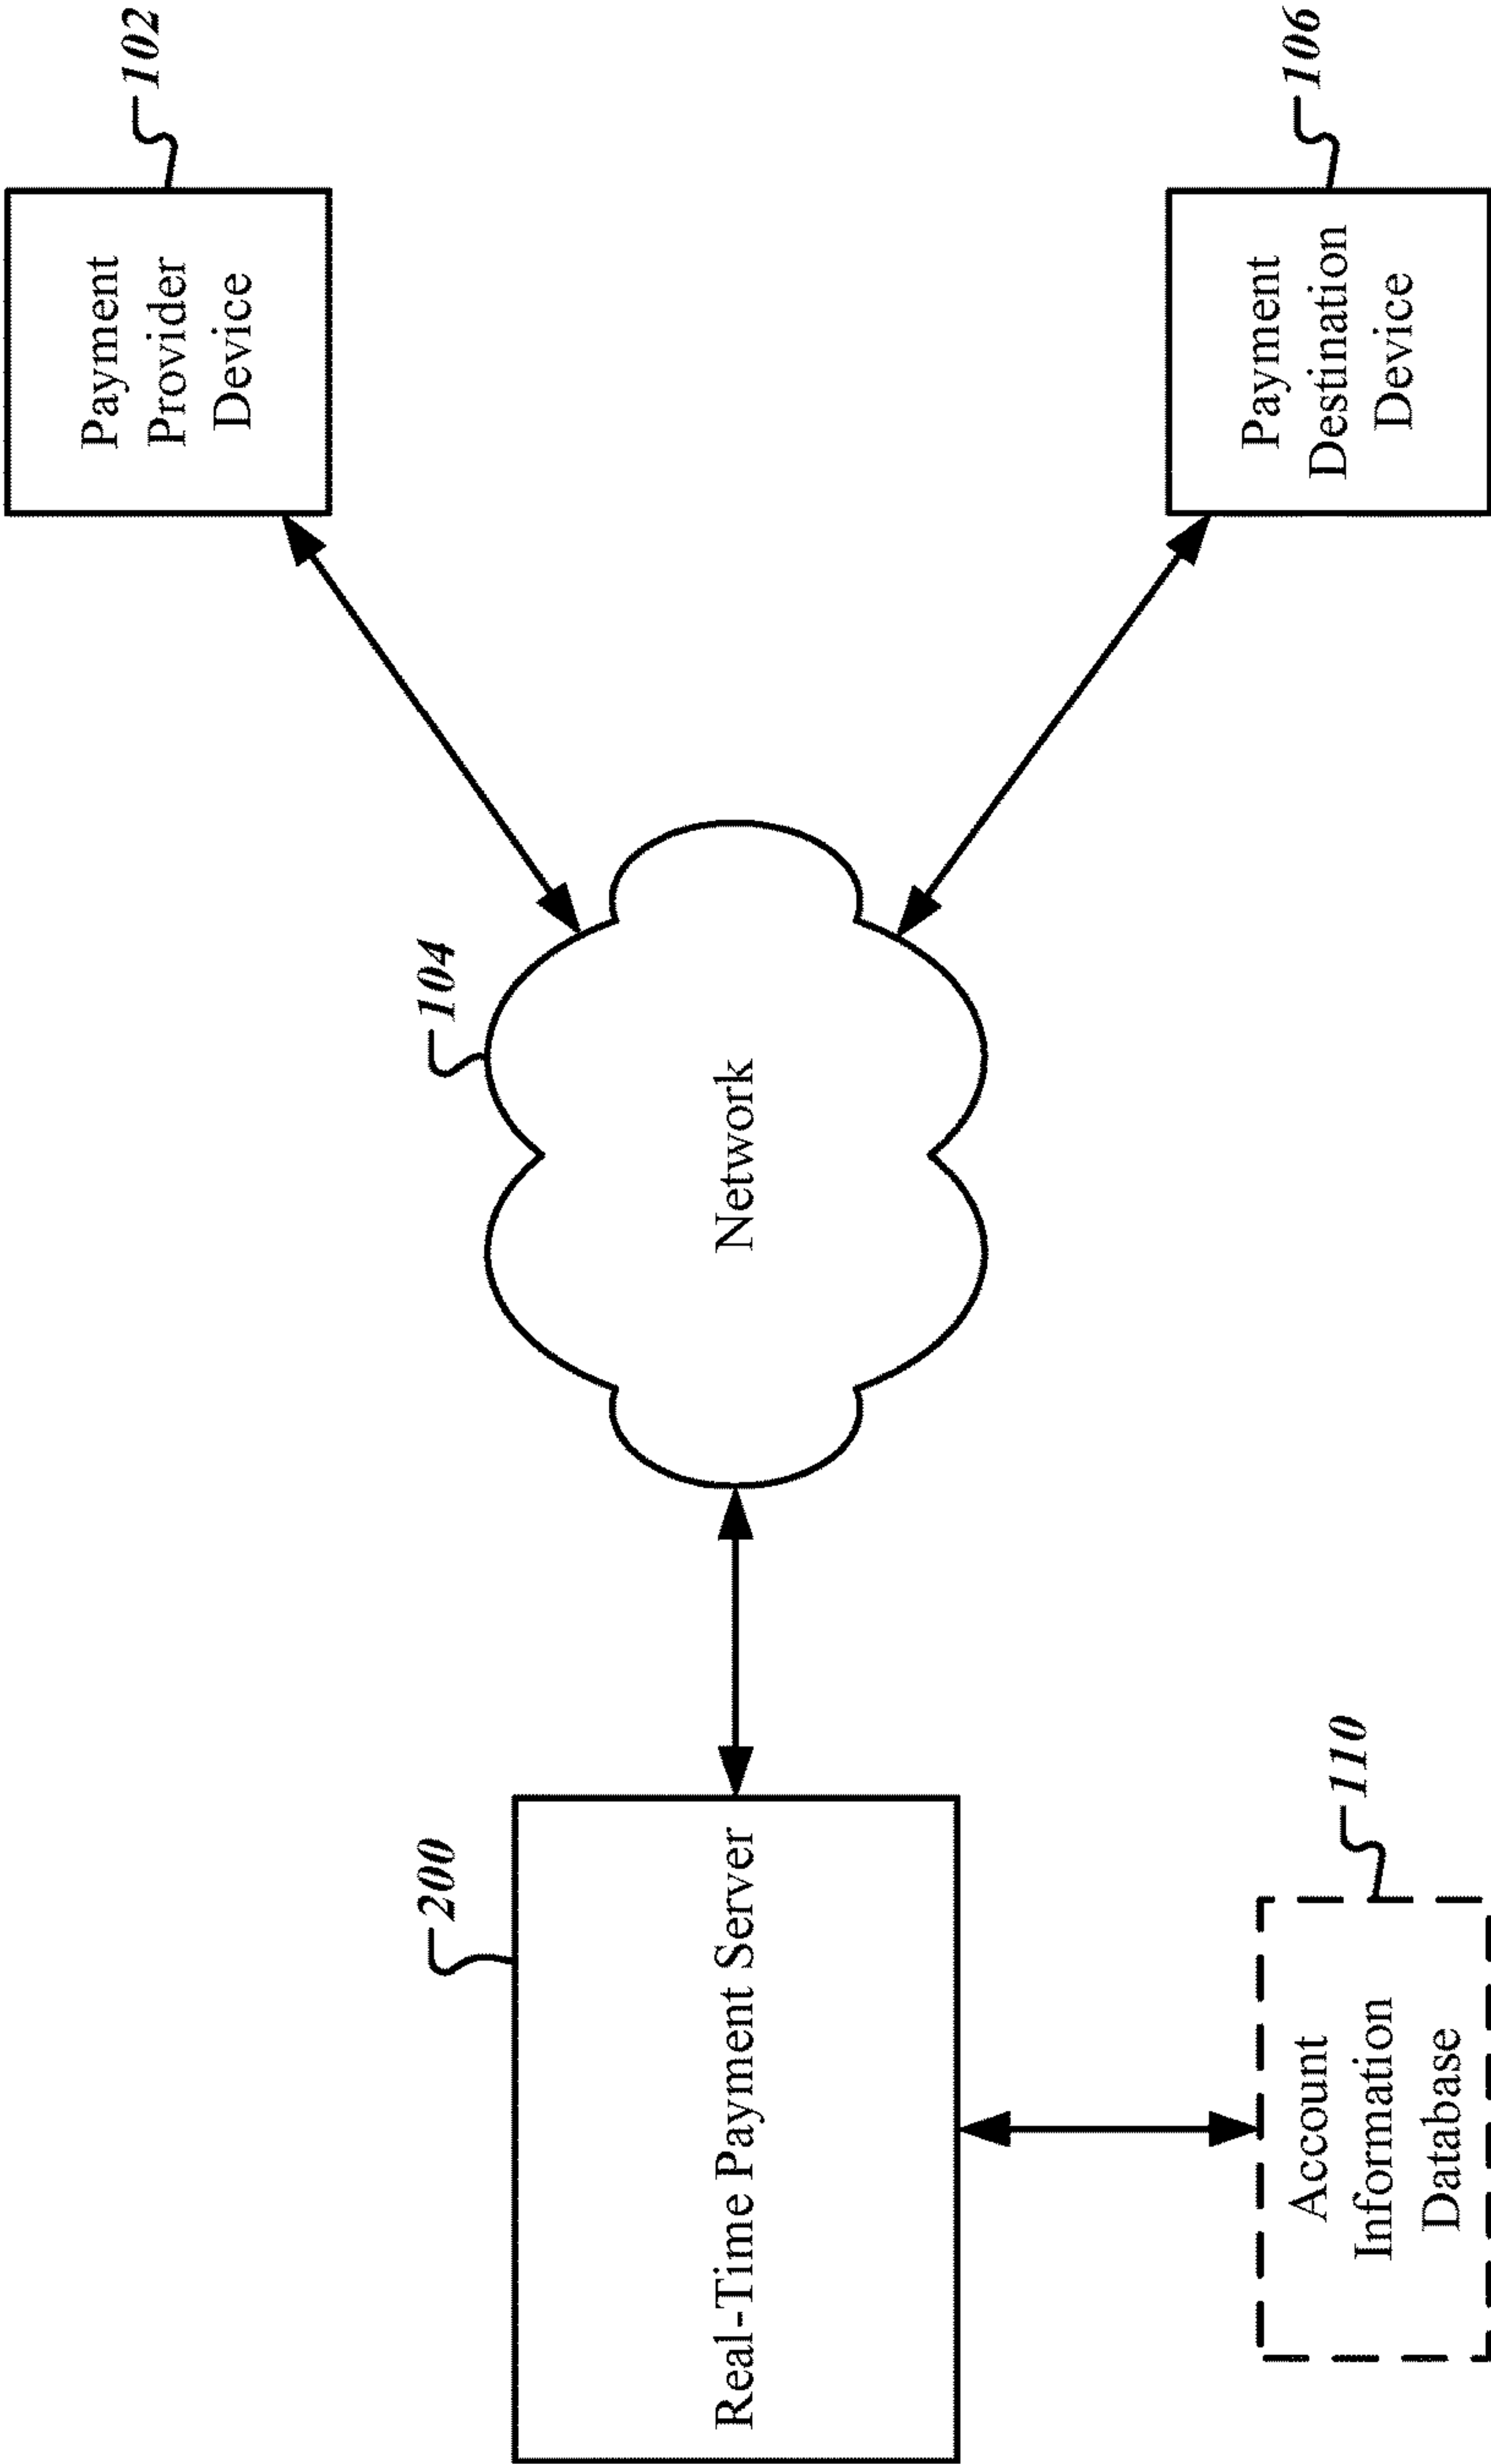 102
Payment
Provider
Device
104
Network
200
Real-Time Payment Server
106
Payment
Destination
Device
110
Account
Information
Database